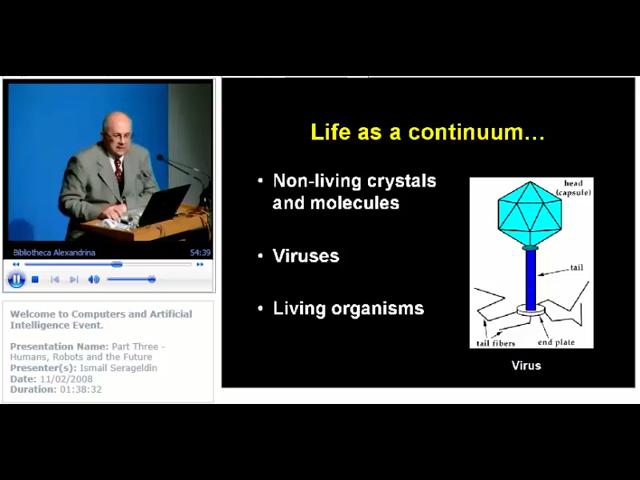 Bibliotheca Alexandrina
54:39
Welcome to Computers and Artificial
Intelligence Event.
Presentation Name: Part Three -
Humans, Robots and the Future
Presenter(s): Ismail Serageldin
Date: 11/02/2008
Duration: 01:38:32
Life as a continuum…
• Non-living crystals
and molecules
• Viruses
• Living organisms
head
(capsule)
tail
tail fibers
end plate
Virus